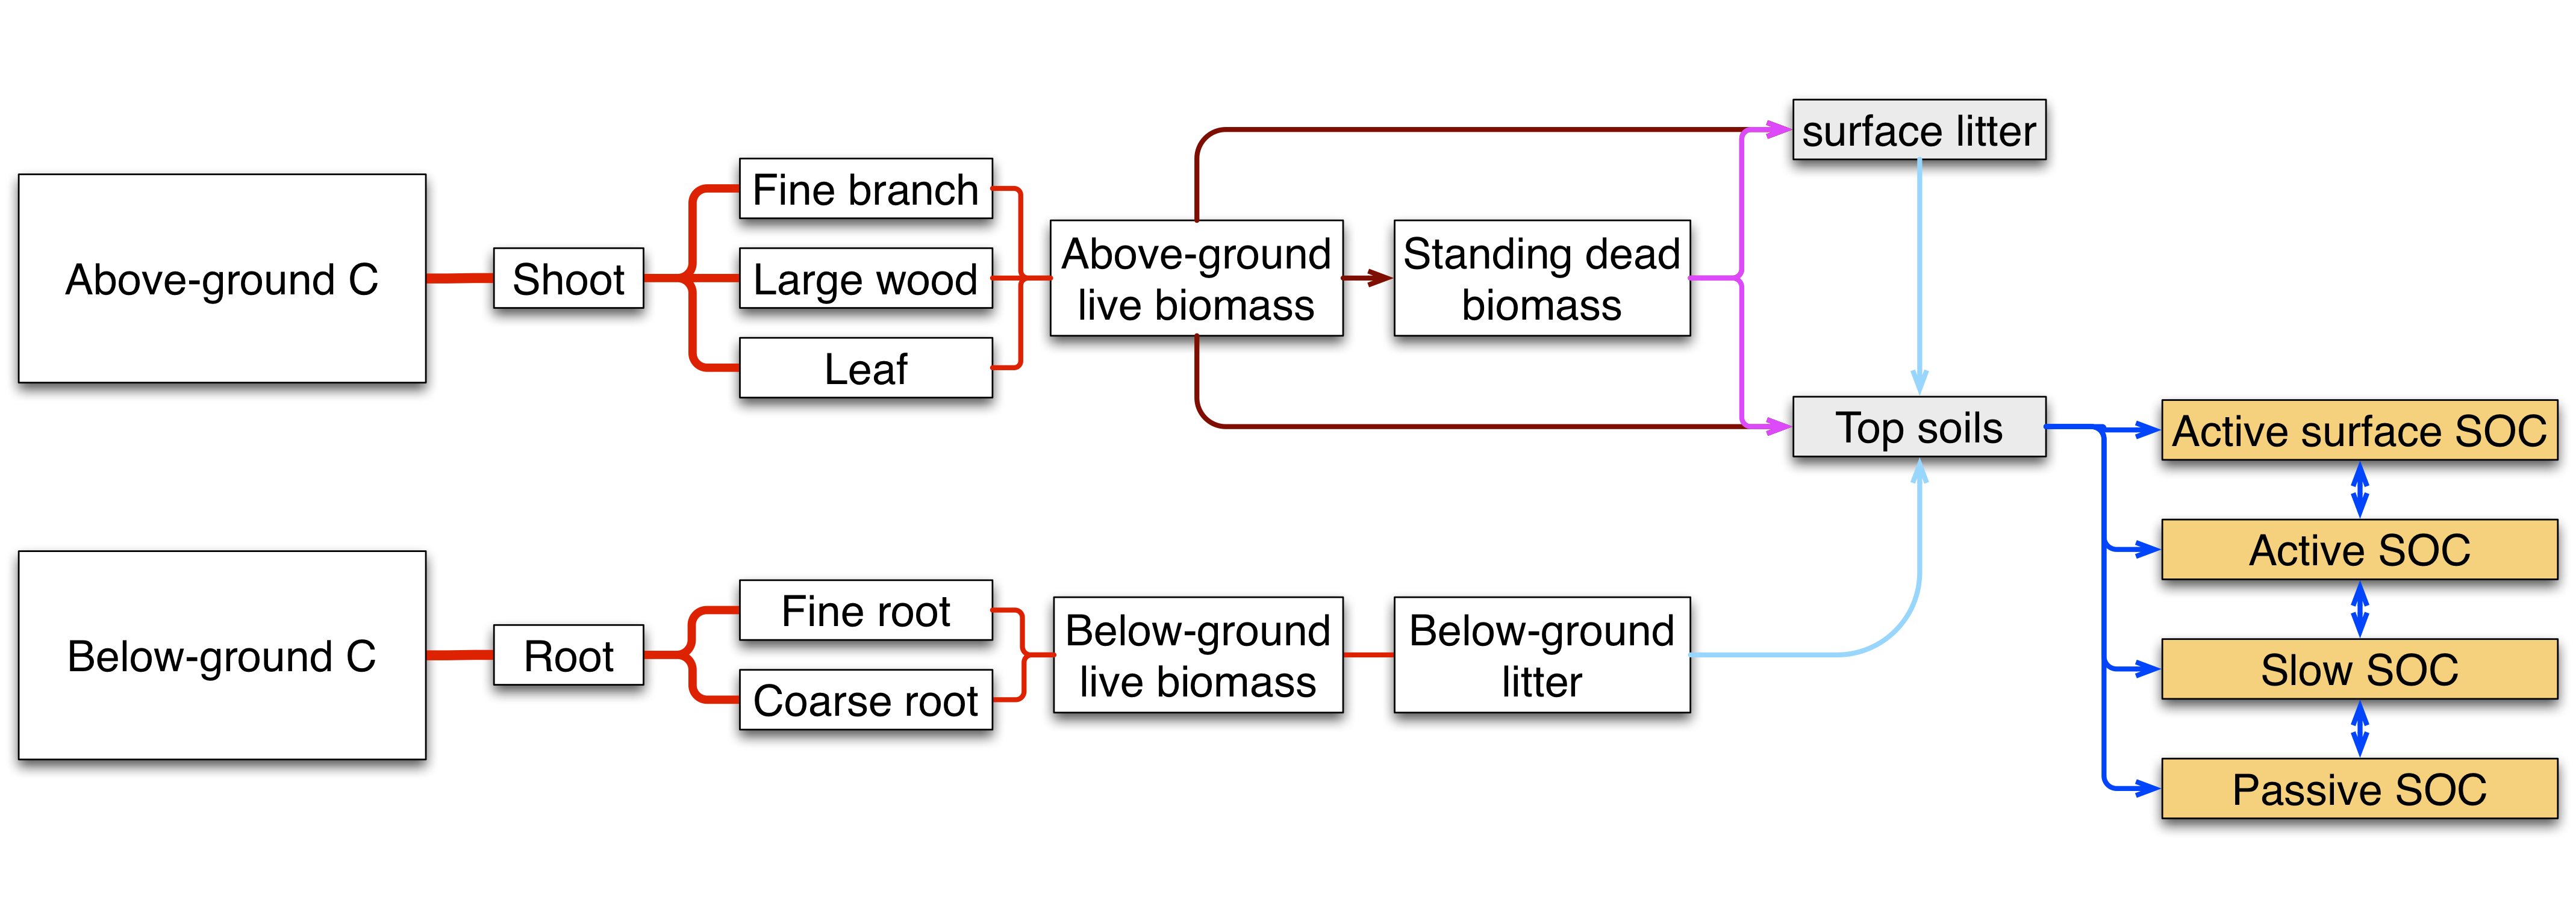 Above-ground C
Shoot
Fine branch
Large wood
Leaf
Above-ground
live biomass
Standing dead
biomass
surface litter
Top soils
Below-ground C
Root
Fine root
Coarse root
Below-ground
live biomass
Below-ground
litter
Active surface SOC
Active SOC
Slow SOC
Passive SOC